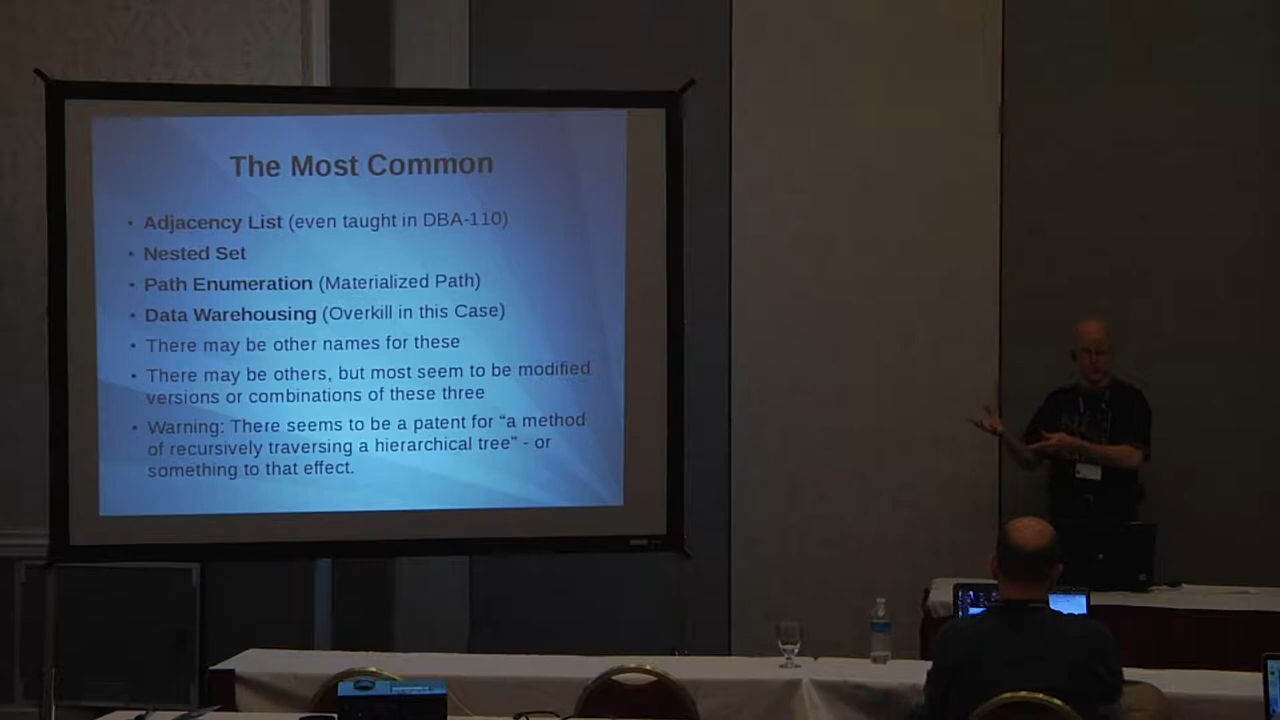 The Most Common
• Adjacency List (even taught in DBA-110)
• Nested Set
• Path Enumeration (Materialized Path)
• Data Warehousing (Overkill in this Case)
• There may be other names for these
• There may be others, but most seem to be modified
versions or combinations of these three
• Warning: There seems to be a patent for “a method
of recursively traversing a hierarchical tree” - or
something to that effect.